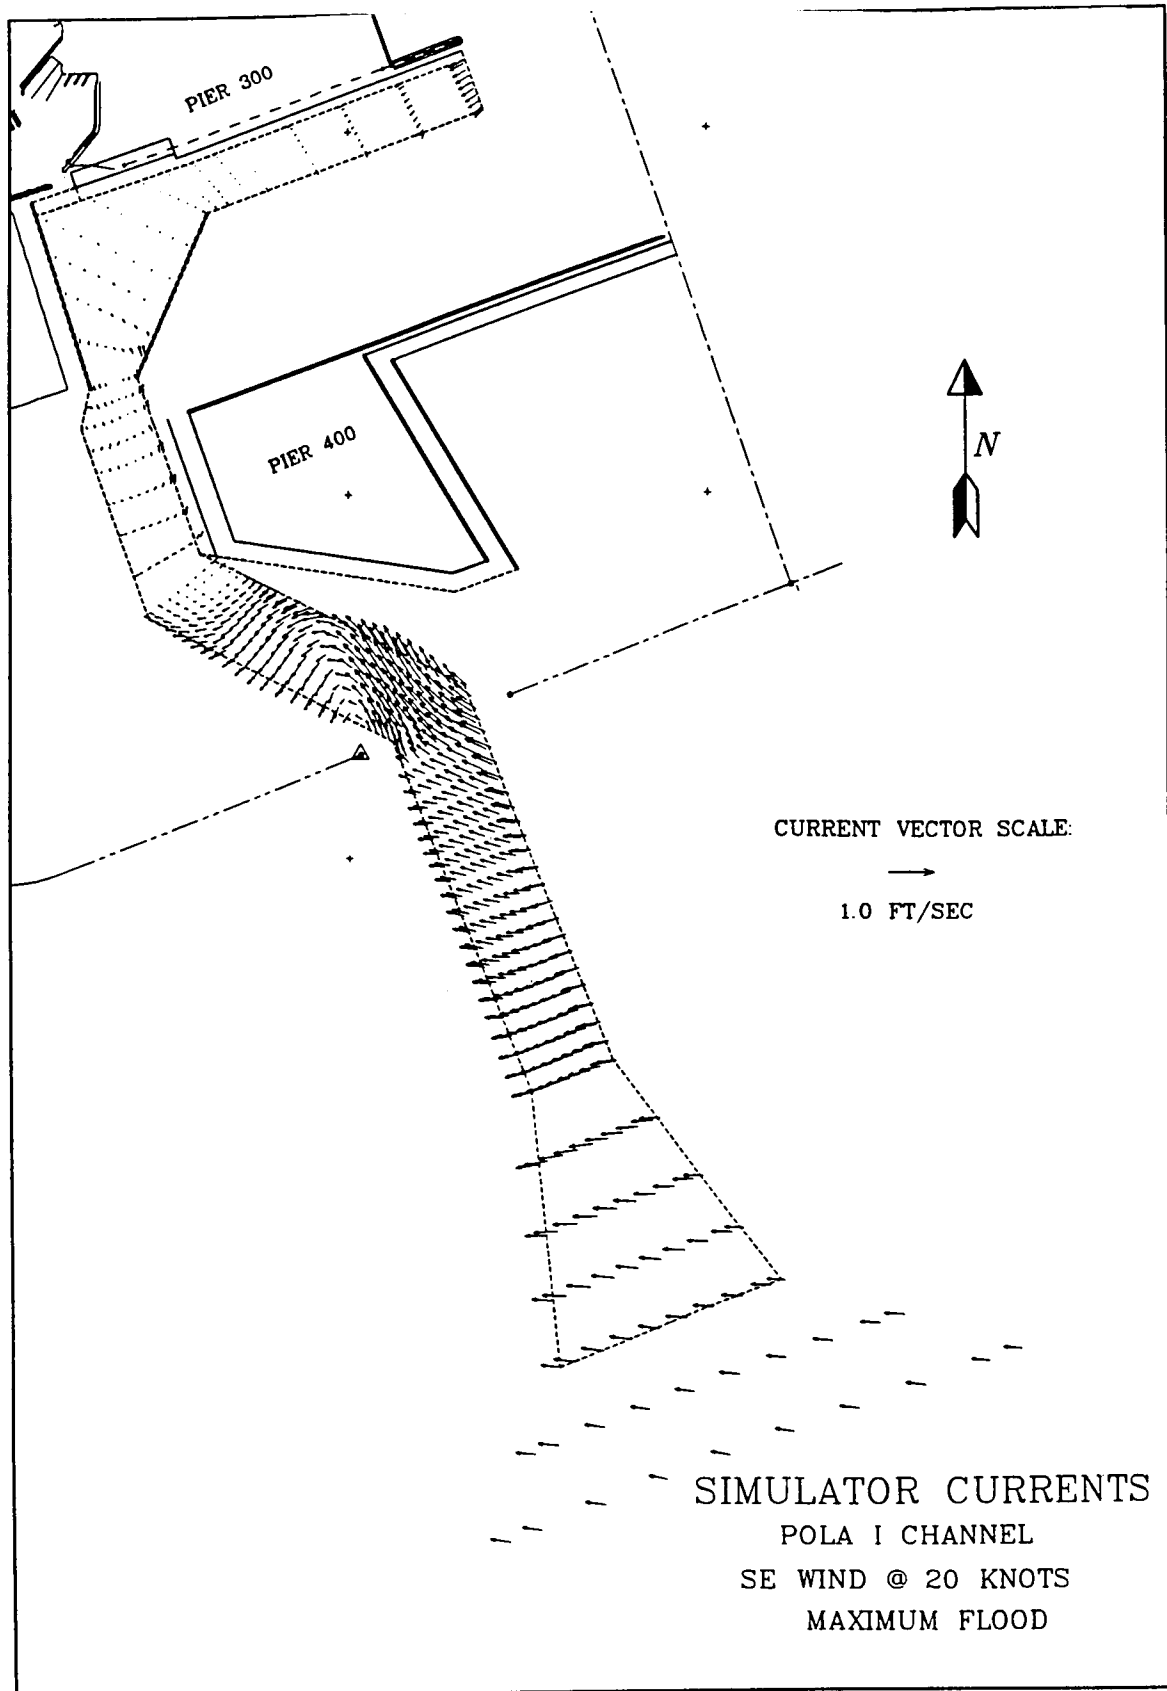 PIER 300
PIER 400
N
CURRENT VECTOR SCALE:
1.0 FT/SEC
SIMULATOR CURRENTS
POLA I CHANNEL
SE WIND @ 20 KNOTS
MAXIMUM FLOOD